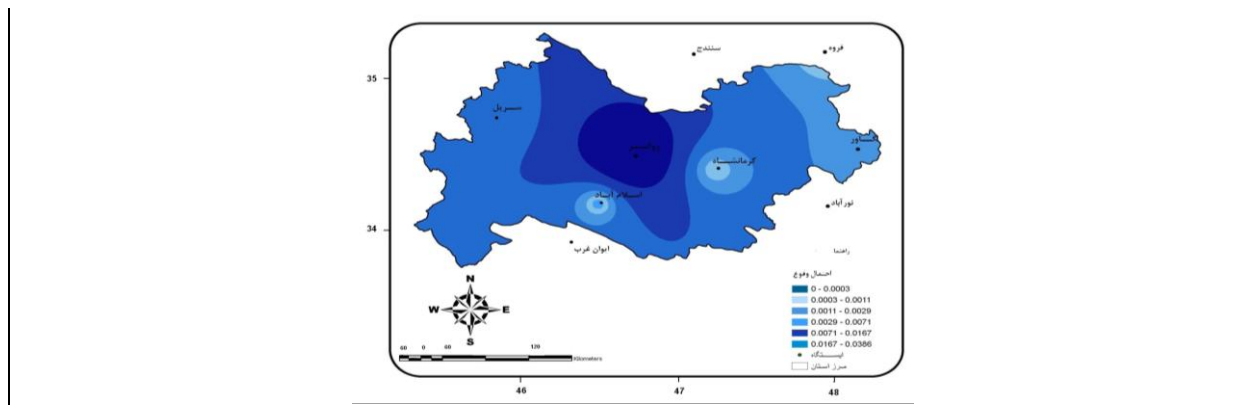 سنندج
قروه
35
سرپل
روانسر
کنگاور
کرمانشاه
اسلام آباد
نورآباد
34
ایوان غرب
راهنما
احتمال وقوع
0 - 0.0003
0.0003 - 0.0011
0.0011 - 0.0029
0.0029 - 0.0071
0.0071 - 0.0167
0.0167 - 0.0386
ایستگاه
مرز استان
N
W E
S
60 0 60 120
Kilometers
46 47 48